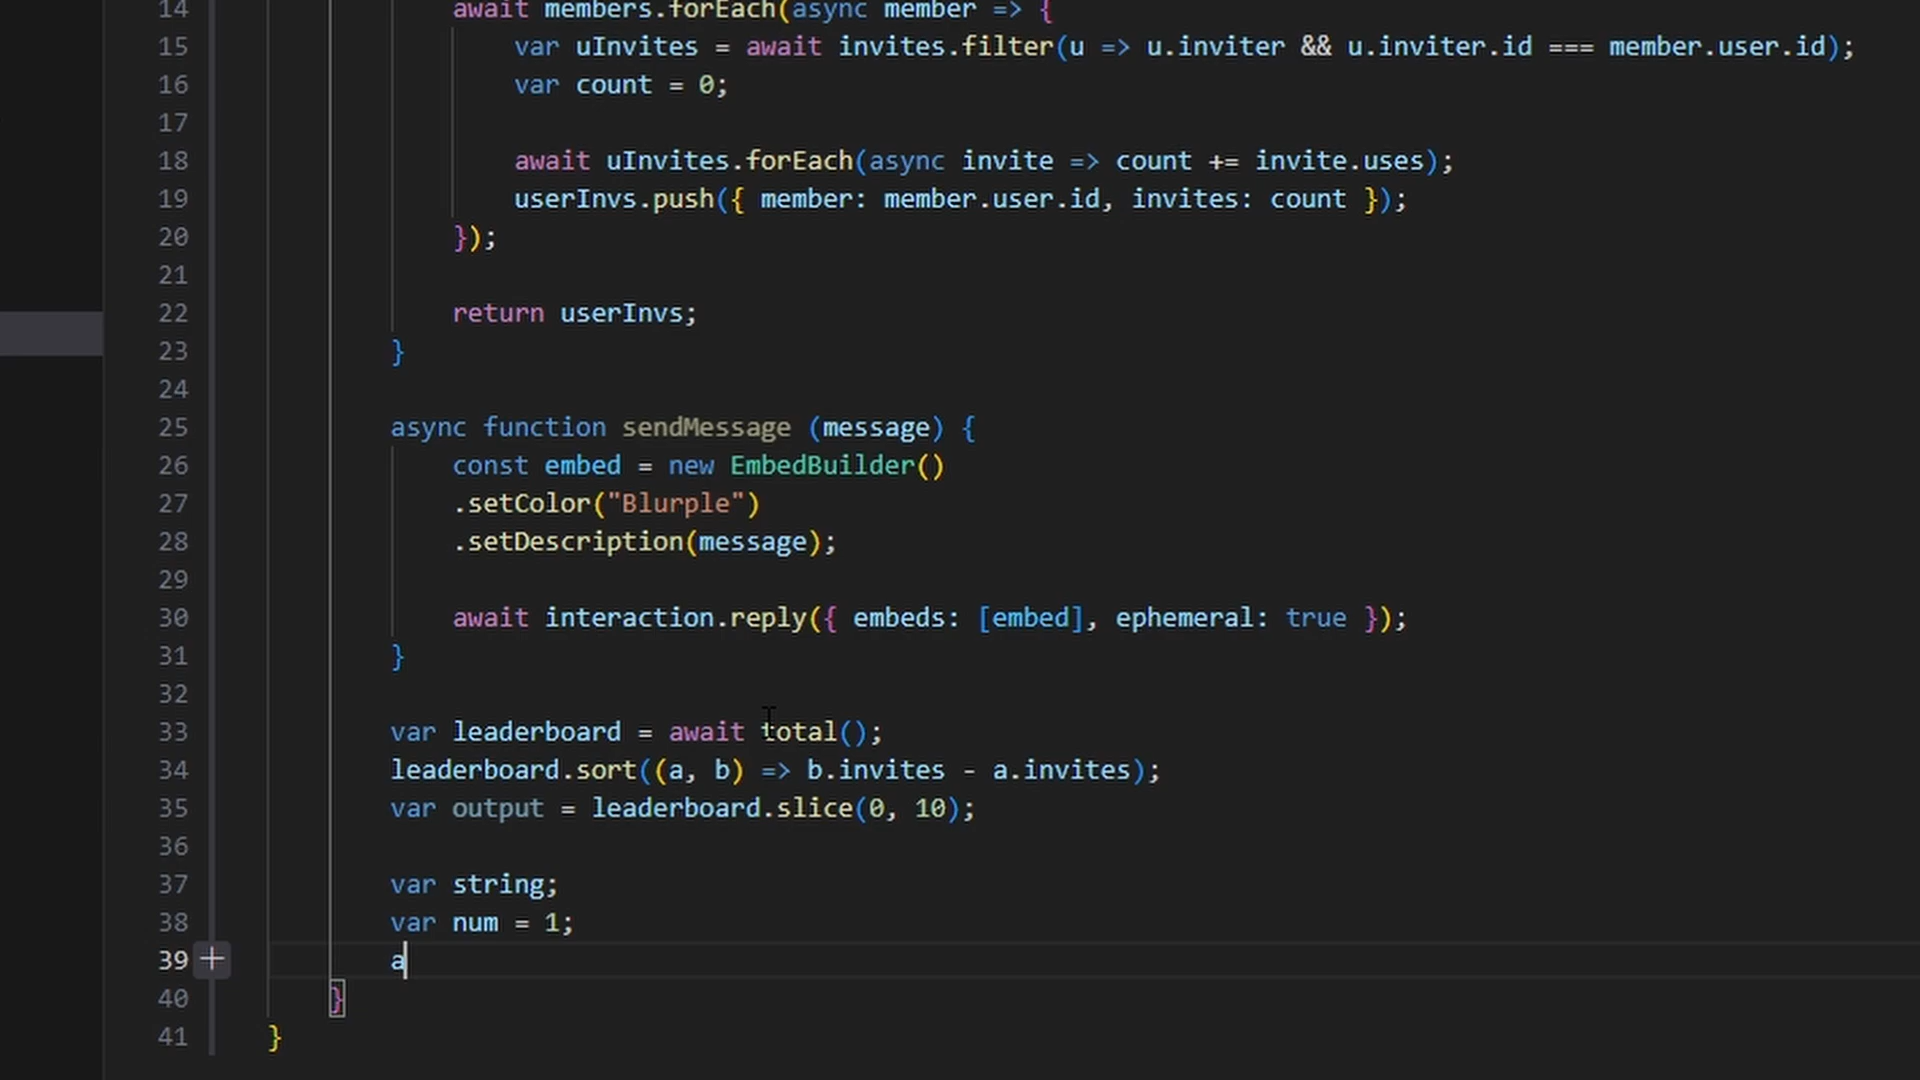 14 await members.forEach(async member => {
15 var uInvites = await invites.filter(u => u.inviter && u.inviter.id === member.user.id);
16 var count = 0;
17
18 await uInvites.forEach(async invite => count += invite.uses);
19 userInvs.push({ member: member.user.id, invites: count });
20 });
21
22 return userInvs;
23 }
24
25 async function sendMessage (message) {
26 const embed = new EmbedBuilder()
27 .setColor("Blurple")
28 .setDescription(message);
29
30 await interaction.reply({ embeds: [embed], ephemeral: true });
31 }
32
33 var leaderboard = await total();
34 leaderboard.sort((a, b) => b.invites - a.invites);
35 var output = leaderboard.slice(0, 10);
36
37 var string;
38 var num = 1;
39 a
40 }
41 }